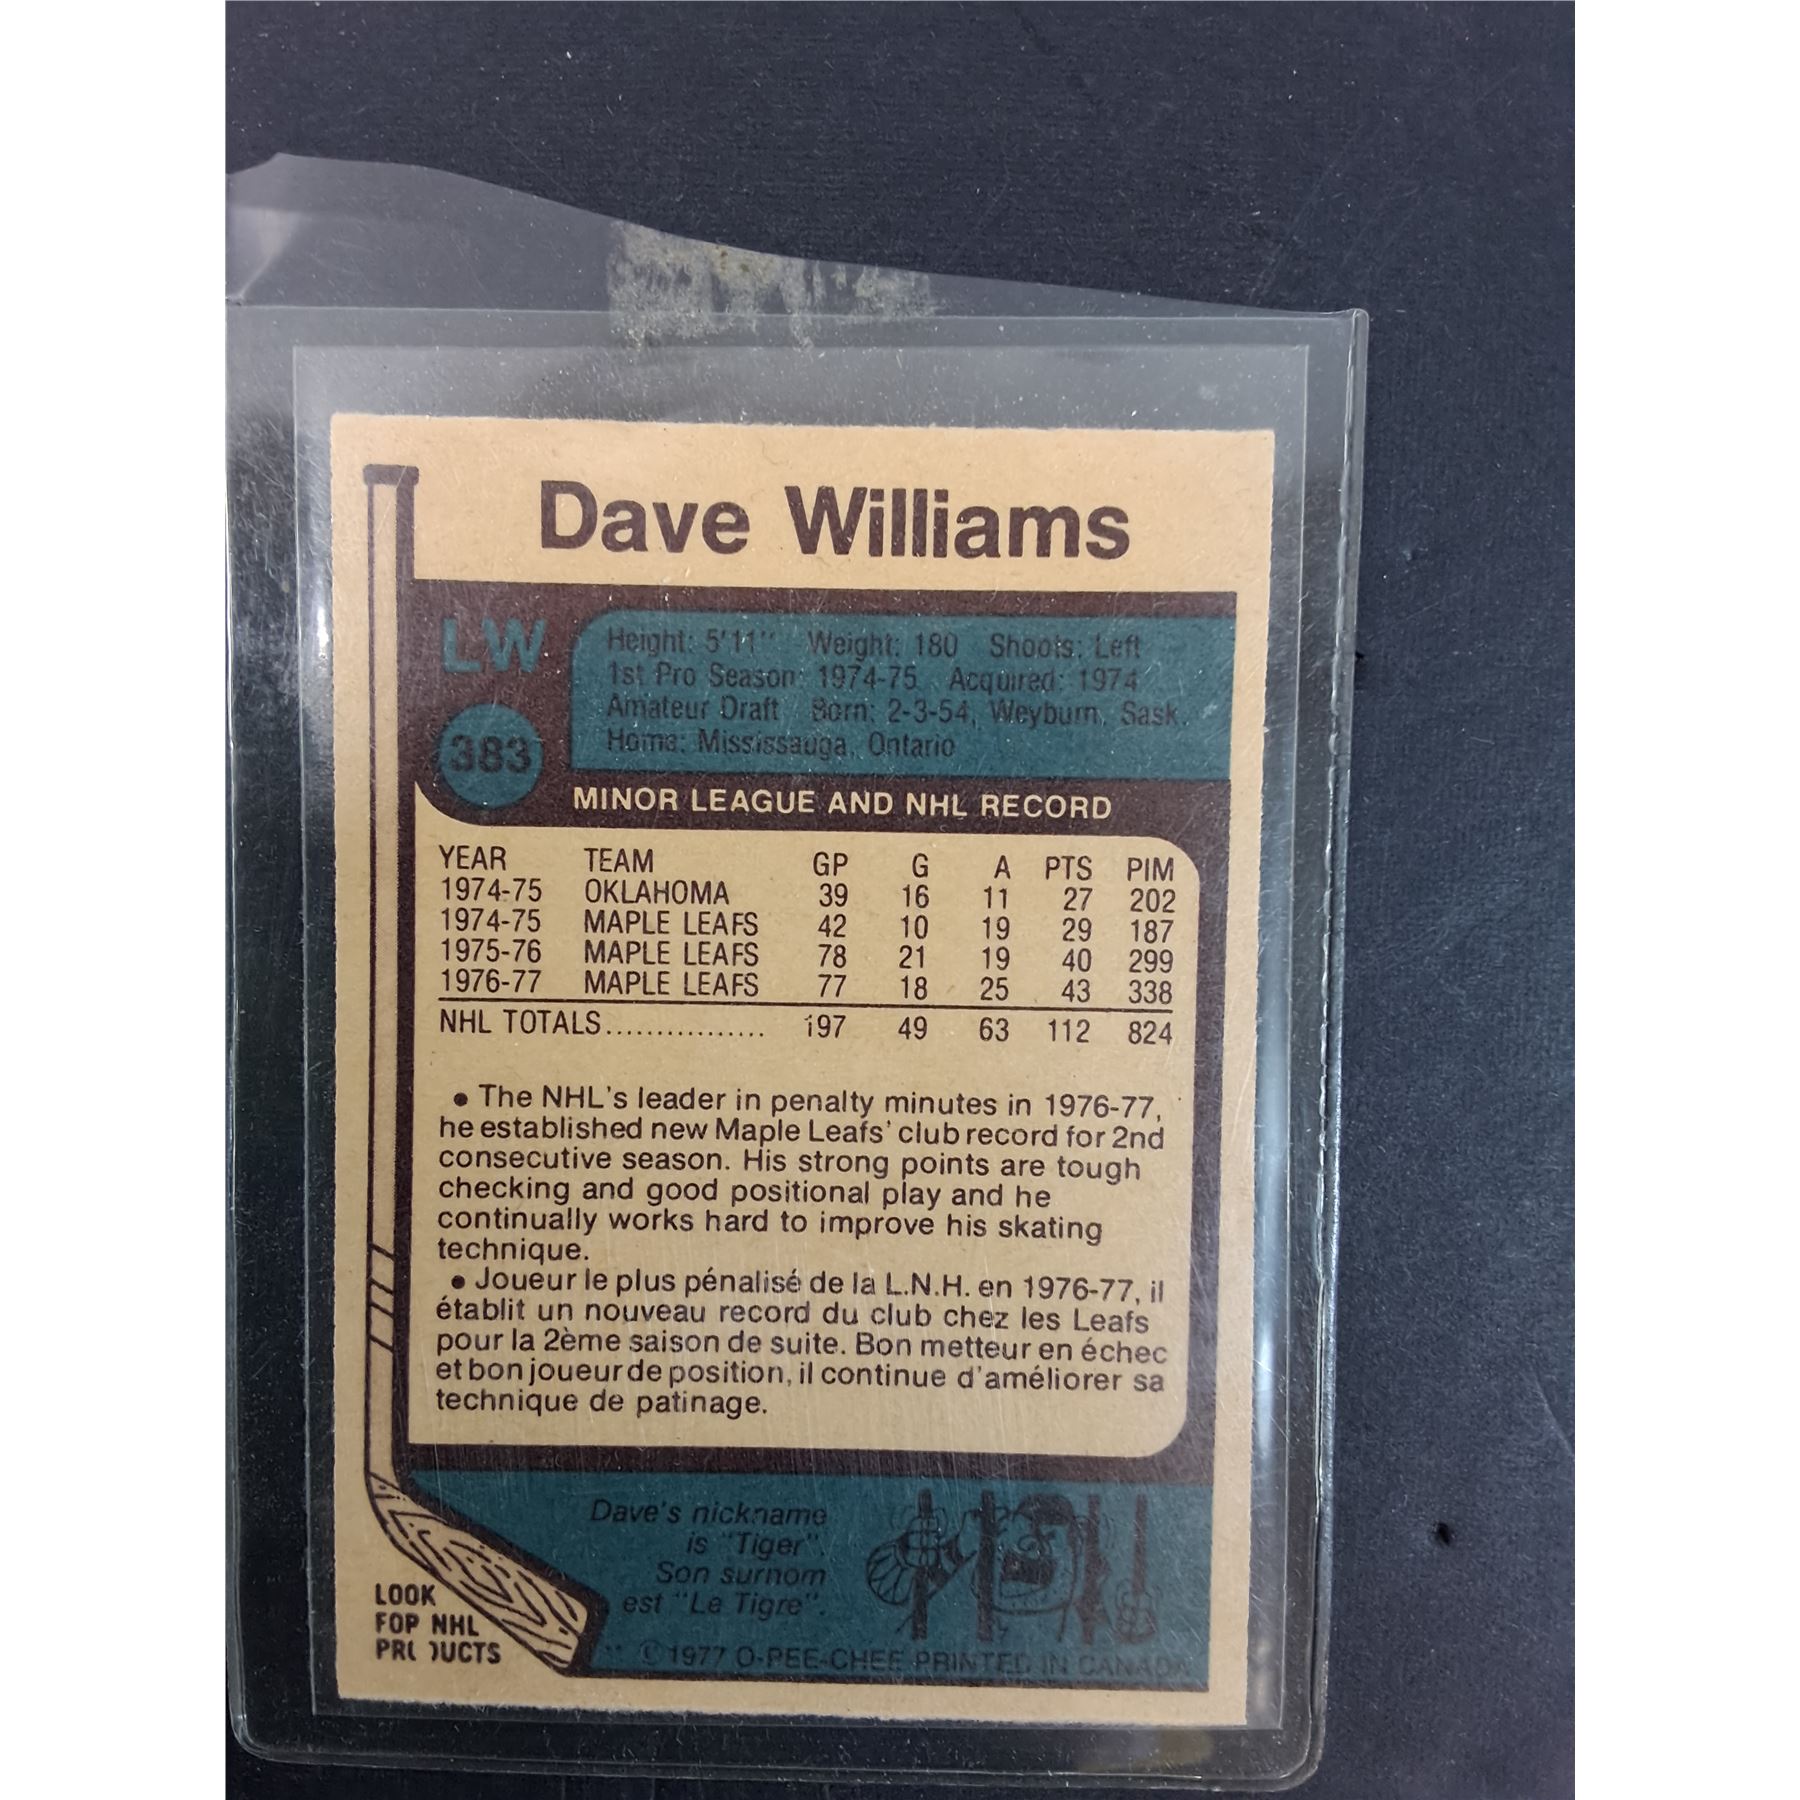 Dave Williams
LW
383
Height: 5'11" Weight: 180 Shoots: Left
1st Pro Season: 1974-75 Acquired: 1974
Amateur Draft Born: 2-3-54, Weyburn, Sask.
Home: Mississauga, Ontario
MINOR LEAGUE AND NHL RECORD
YEAR TEAM GP G A PTS PIM
1974-75 OKLAHOMA 39 16 11 27 202
1974-75 MAPLE LEAFS 42 10 19 29 187
1975-76 MAPLE LEAFS 78 21 19 40 299
1976-77 MAPLE LEAFS 77 18 25 43 338
NHL TOTALS................ 197 49 63 112 824
• The NHL's leader in penalty minutes in 1976-77,
he established new Maple Leafs' club record for 2nd
consecutive season. His strong points are tough
checking and good positional play and he
continually works hard to improve his skating
technique.
• Joueur le plus pénalisé de la L.N.H. en 1976-77, il
établit un nouveau record du club chez les Leafs
pour la 2ème saison de suite. Bon metteur en échec
et bon joueur de position, il continue d'améliorer sa
technique de patinage.
Dave's nickname
is "Tiger".
Son surnom
est "Le Tigre".
LOOK
FOR NHL
PRODUCTS
© 1977 O-PEE-CHEE PRINTED IN CANADA